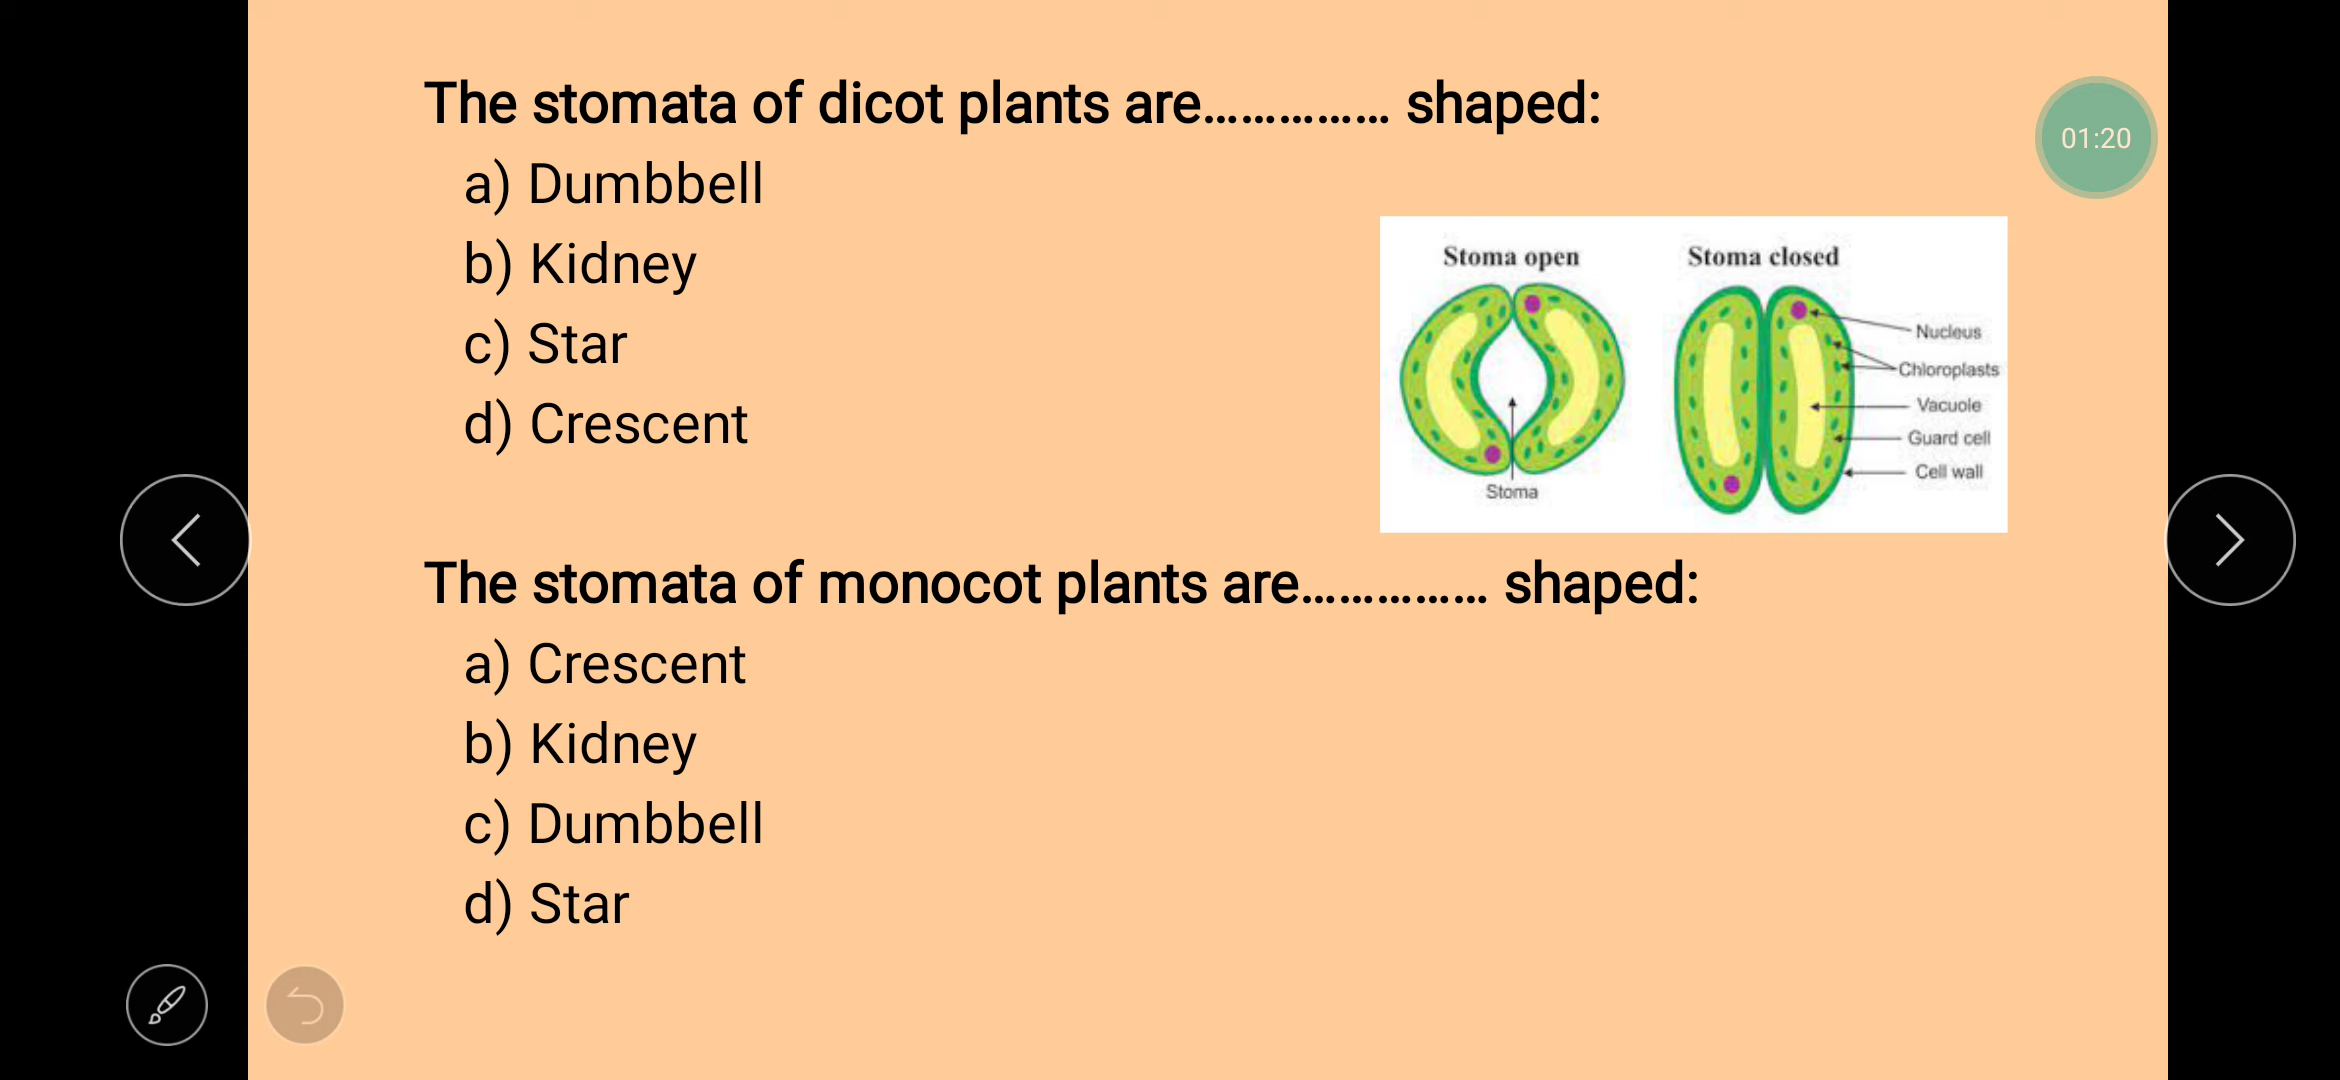 The stomata of dicot plants are............... shaped:
a) Dumbbell
b) Kidney
c) Star
d) Crescent
01:20
Stoma open
Stoma closed
Nucleus
Chloroplasts
Vacuole
Guard cell
Cell wall
Stoma
The stomata of monocot plants are............... shaped:
a) Crescent
b) Kidney
c) Dumbbell
d) Star